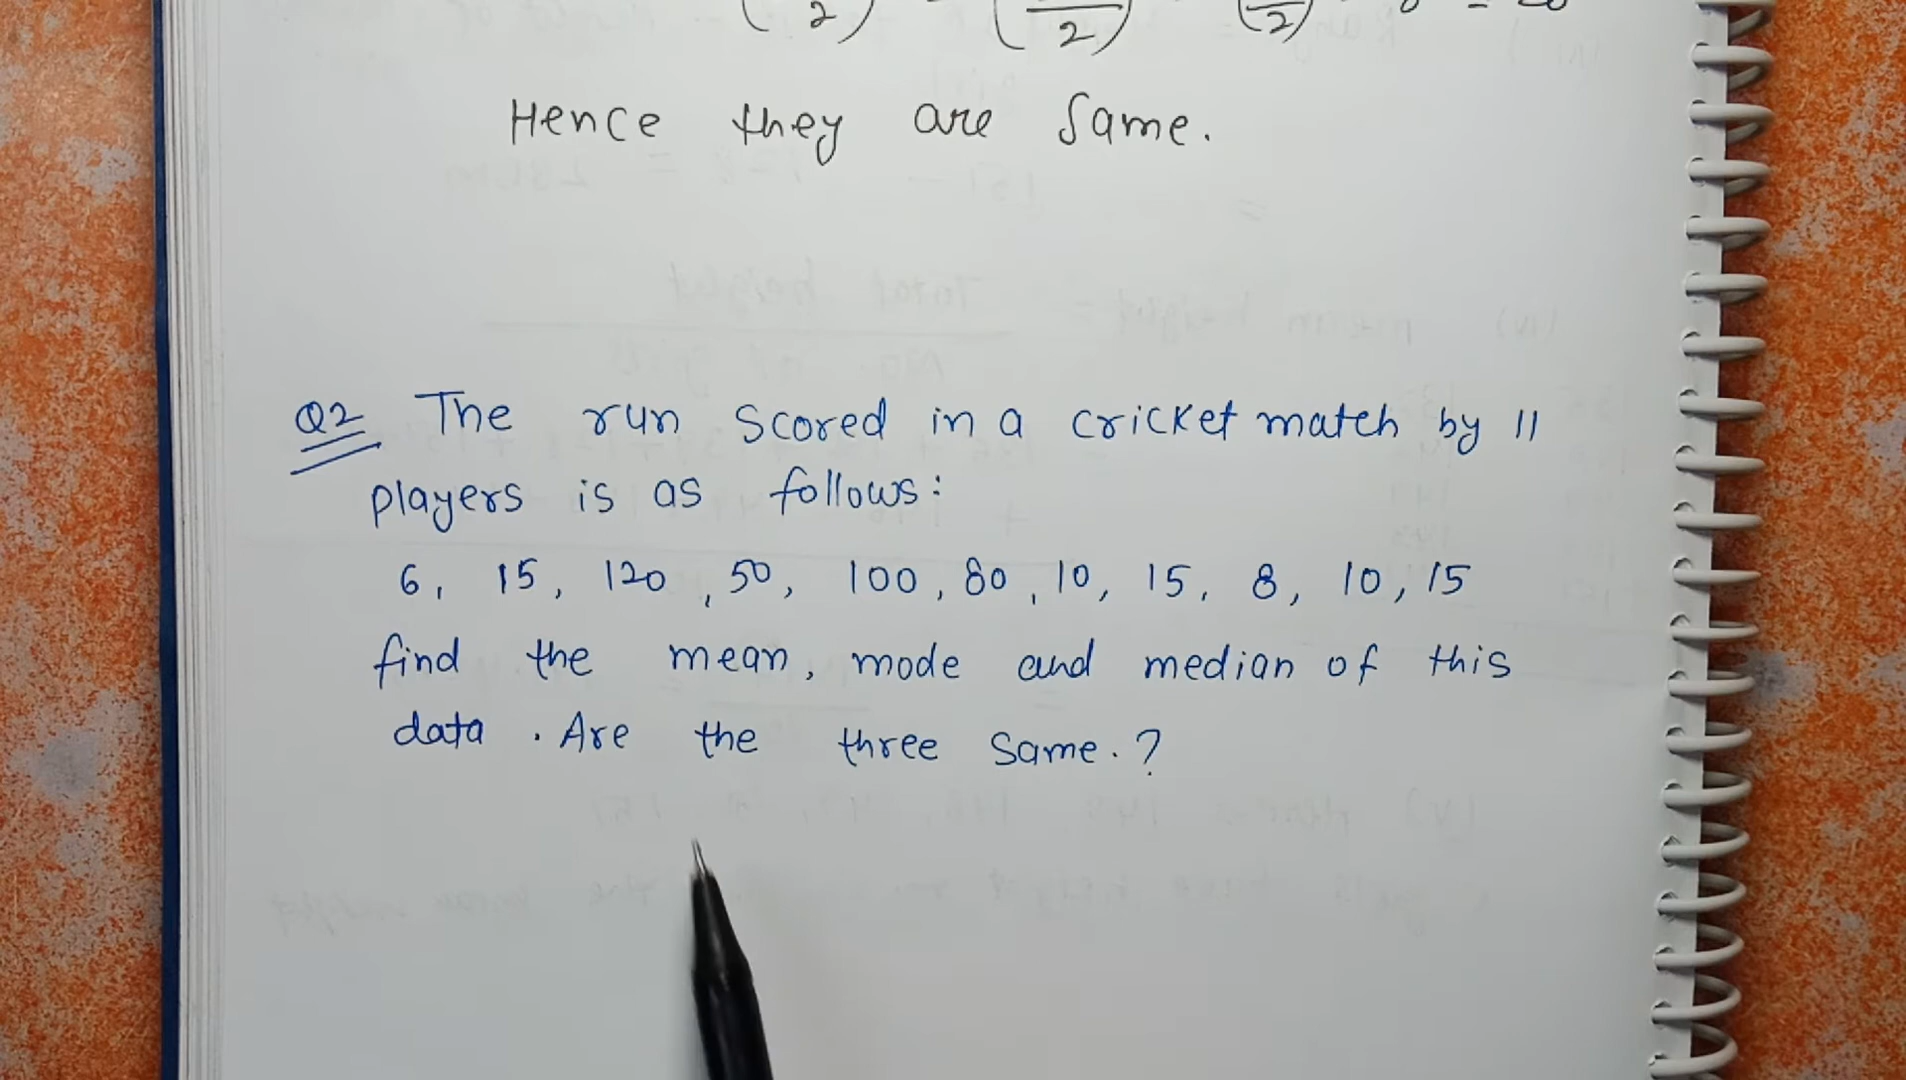 Hence they are Same.
Q2 The run scored in a cricket match by 11
players is as follows:
6, 15, 120, 50, 100, 80, 10, 15, 8, 10, 15
find the mean, mode and median of this
data. Are the three same.?